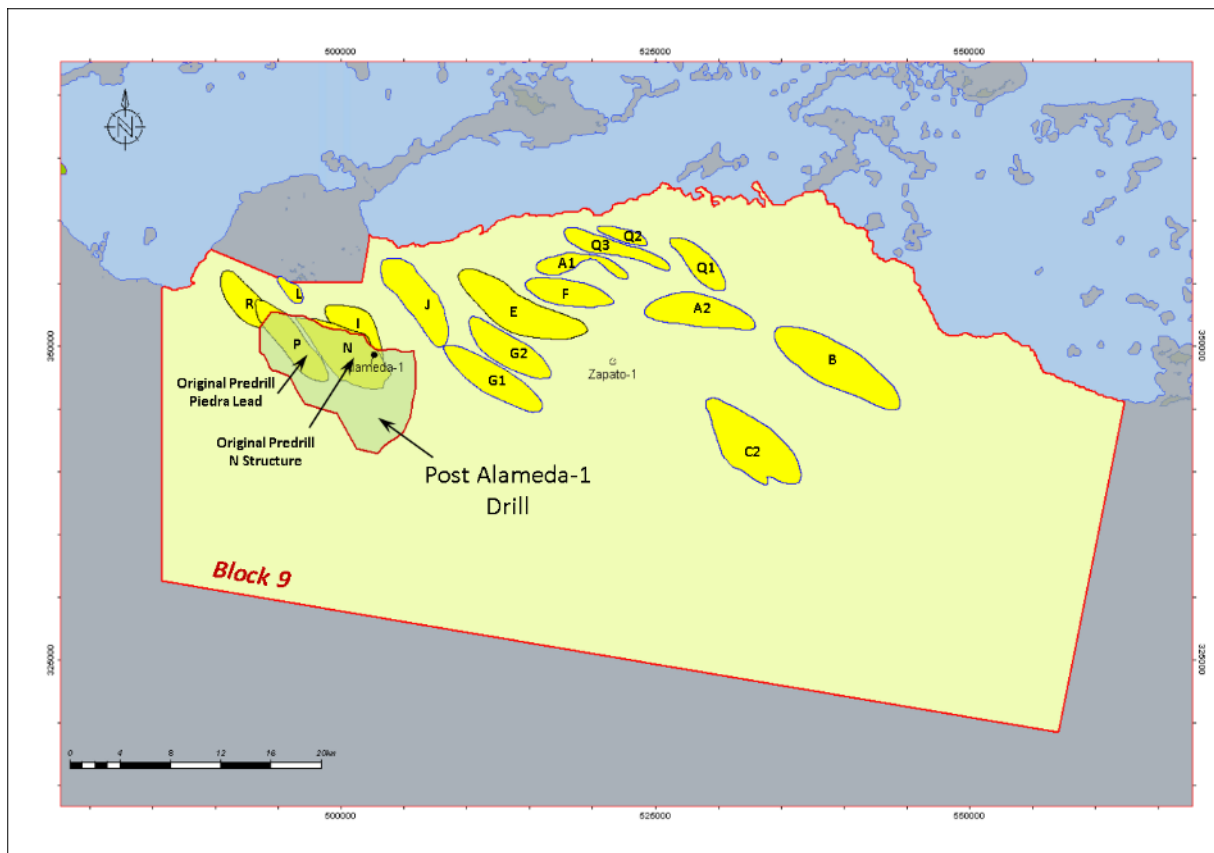 500000 525000 550000
N
Q2
Q3
A1
Q1
L
R
J
F
E
A2
I
P
N
350000
350000
Alameda-1
G2
Zapato-1
B
G1
Original Predrill
Piedra Lead
Original Predrill
N Structure
C2
Post Alameda-1
Drill
Block 9
325000
325000
0 4 8 12 16 20km
500000 525000 550000